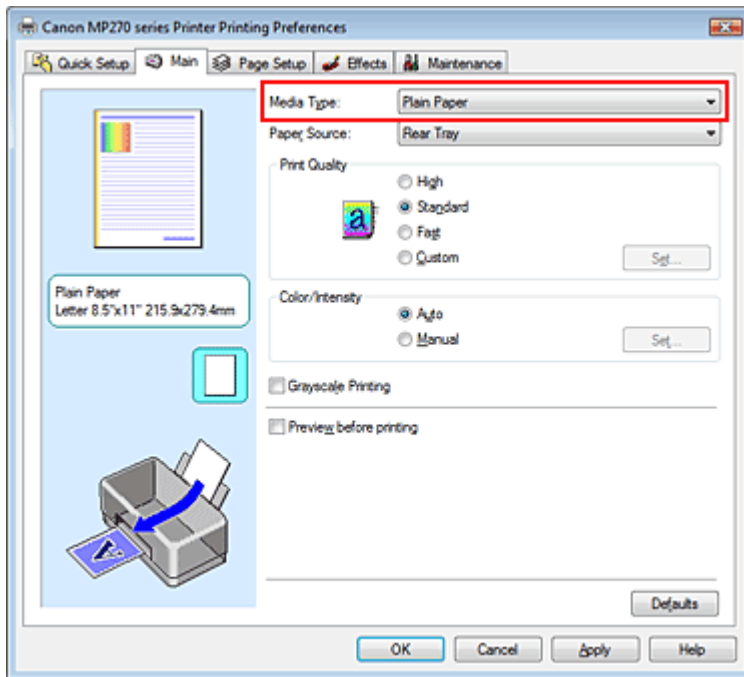 Canon MP270 series Printer Printing Preferences
Quick Setup Main Page Setup Effects Maintenance
Media Type: Plain Paper
Paper Source: Rear Tray
Print Quality
High
a Standard
Fast
Custom Set...
Plain Paper
Letter 8.5"x11" 215.9x279.4mm
Color/Intensity
Auto
Manual Set...
Grayscale Printing
Preview before printing
A
Defaults
OK Cancel Apply Help